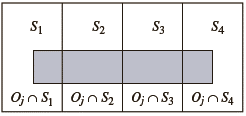 S₁ S₂ S₃ S₄
Oⱼ ∩ S₁ Oⱼ ∩ S₂ Oⱼ ∩ S₃ Oⱼ ∩ S₄